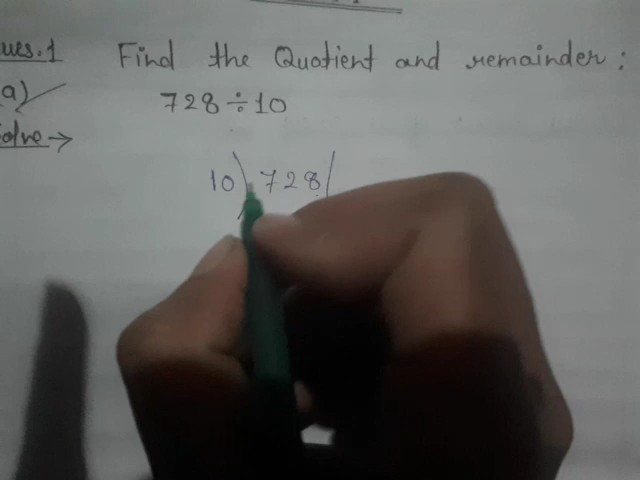 ues.1 Find the Quotient and remainder:
(a) 728÷10
olve→
10)728(